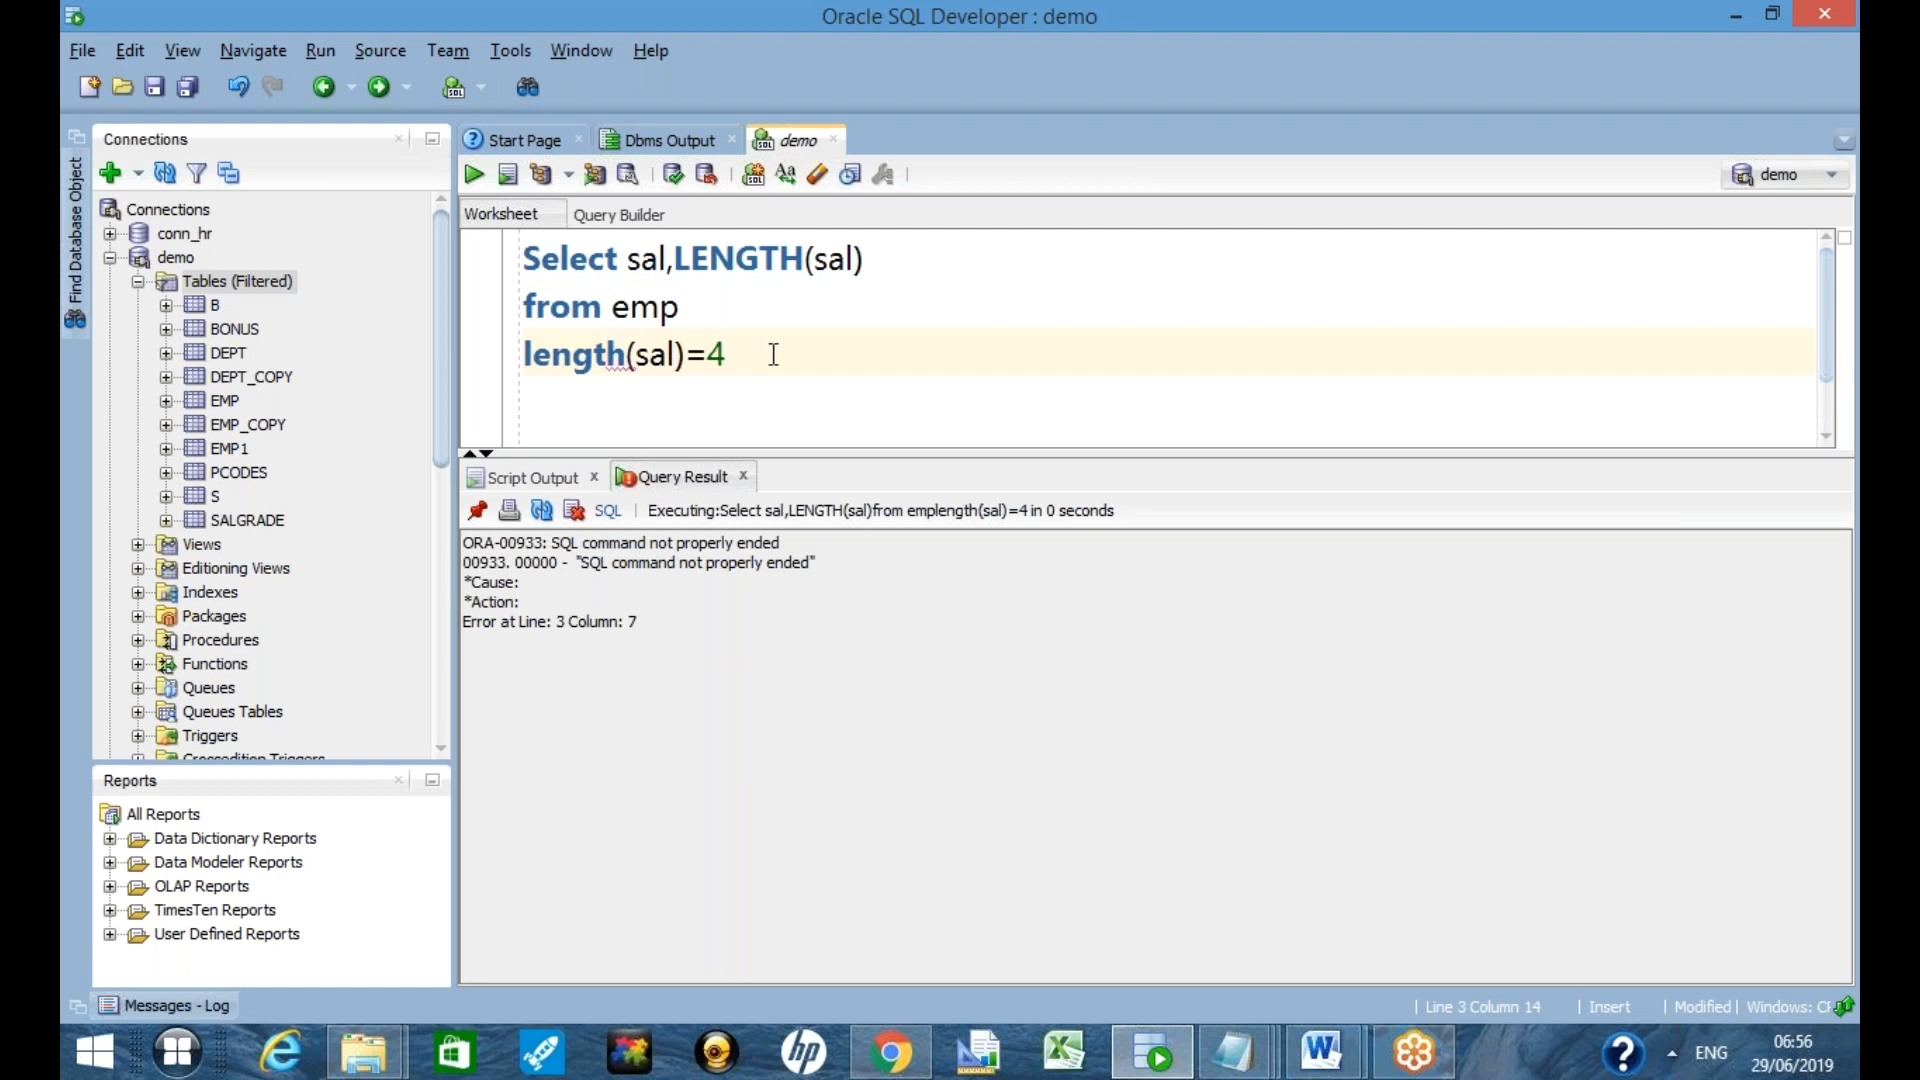 Oracle SQL Developer : demo
File Edit View Navigate Run Source Team Tools Window Help
Find Database Object
Connections
Connections
conn_hr
demo
Tables (Filtered)
B
BONUS
DEPT
DEPT_COPY
EMP
EMP_COPY
EMP1
PCODES
S
SALGRADE
Views
Editioning Views
Indexes
Packages
Procedures
Functions
Queues
Queues Tables
Triggers
Crossedition Triggers
Reports
All Reports
Data Dictionary Reports
Data Modeler Reports
OLAP Reports
TimesTen Reports
User Defined Reports
Start Page Dbms Output demo
demo
Worksheet Query Builder
Select sal,LENGTH(sal)
from emp
length(sal)=4
Script Output Query Result
SQL Executing:Select sal,LENGTH(sal)from emplength(sal)=4 in 0 seconds
ORA-00933: SQL command not properly ended
00933. 00000 - "SQL command not properly ended"
*Cause:
*Action:
Error at Line: 3 Column: 7
Messages - Log
Line 3 Column 14 Insert Modified Windows:
ENG
06:56
29/06/2019